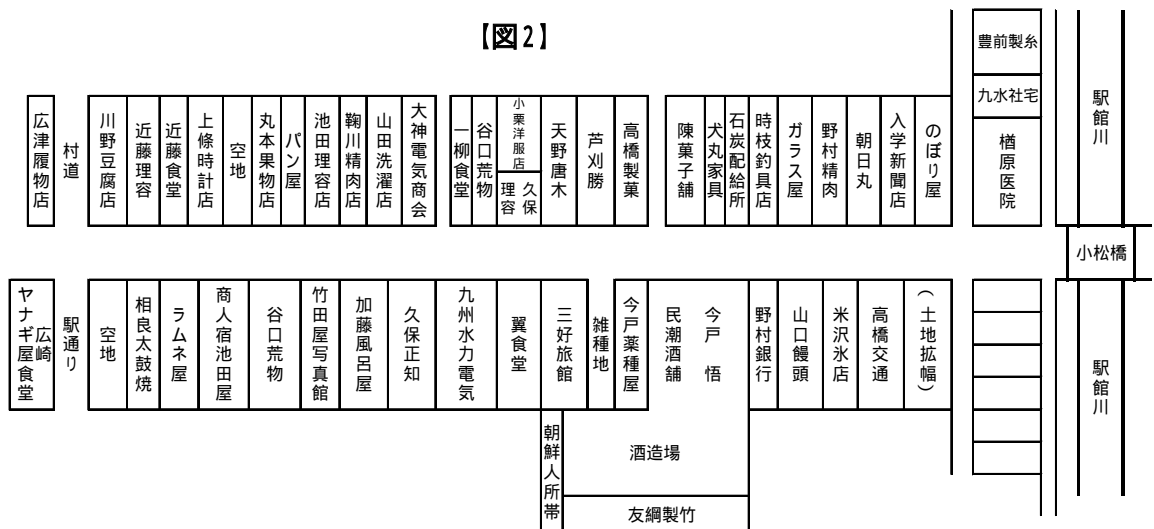 【図2】
豊前製糸
九水社宅
楢原医院
駅館川
広津履物店
村道
川野豆腐店
近藤理容
近藤食堂
上條時計
空地
丸本果物店
パン屋
池田理容店
鞠川精肉店
山田洗濯店
大神電気商会
一柳食堂
谷口荒物
小栗洋服店
久保理容
天野唐木
芦刈勝
高橋製菓
陳菓子舗
犬丸家具
石炭配給所
時枝釣具店
ガラス屋
野村精肉
朝日丸
入学新聞店
のぼり屋
小松橋
広崎
ヤナギ屋食堂
駅通り
空地
相良太鼓焼
ラムネ屋
商人宿池田屋
谷口荒物
竹田屋写真館
加藤風呂屋
久保正知
九州水力電気
翼食堂
三好旅館
雑種地
今戸薬種屋
民潮酒舗
今戸 悟
野村銀行
山口饅頭
米沢氷店
高橋交通
(土地拡幅)
駅館川
朝鮮人所帯
酒造場
友綱製竹